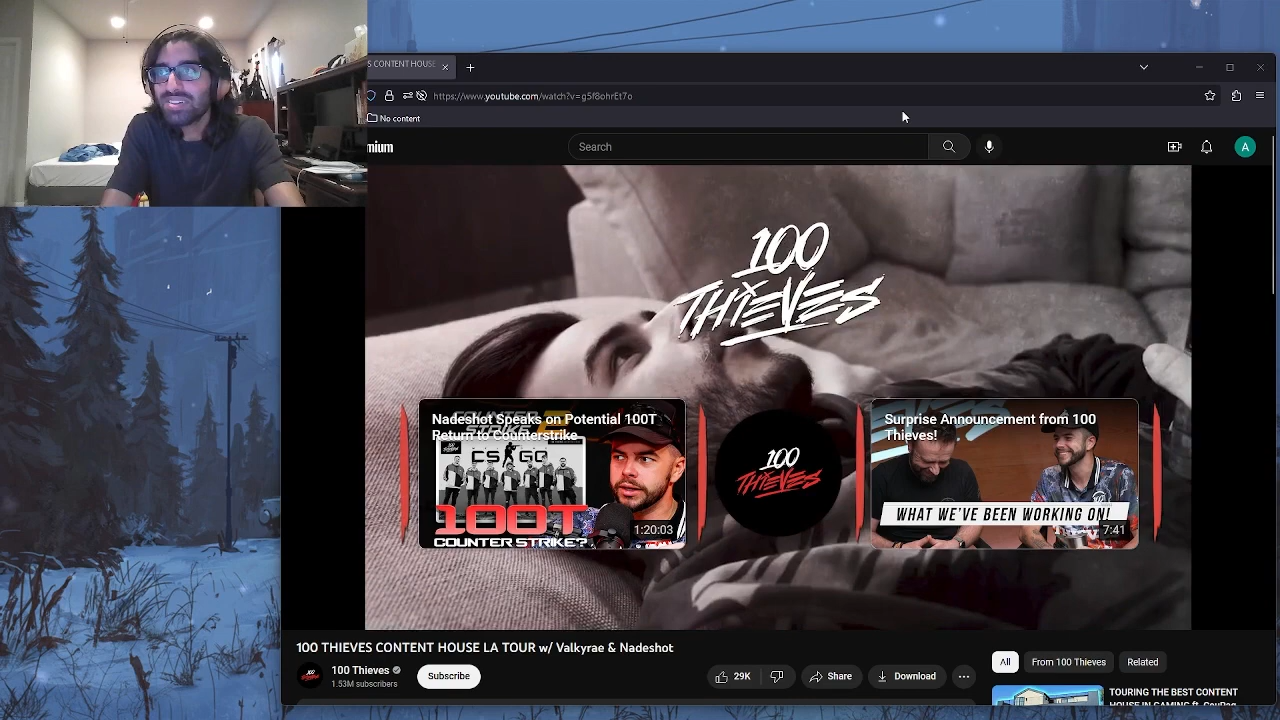 S CONTENT HOUSE
https://www.youtube.com/watch?v=g5f8ohrEt7o
No content
mium
Search
A
100
THIEVES
Nadeshot Speaks on Potential 100T
Return to Counterstrike
CS GO
100T
COUNTER STRIKE?
1:20:03
100
THIEVES
Surprise Announcement from 100
Thieves!
WHAT WE'VE BEEN WORKING ON!
7:41
100 THIEVES CONTENT HOUSE LA TOUR w/ Valkyrae & Nadeshot
100 Thieves
1.53M subscribers
Subscribe
29K
Share
Download
All
From 100 Thieves
Related
TOURING THE BEST CONTENT